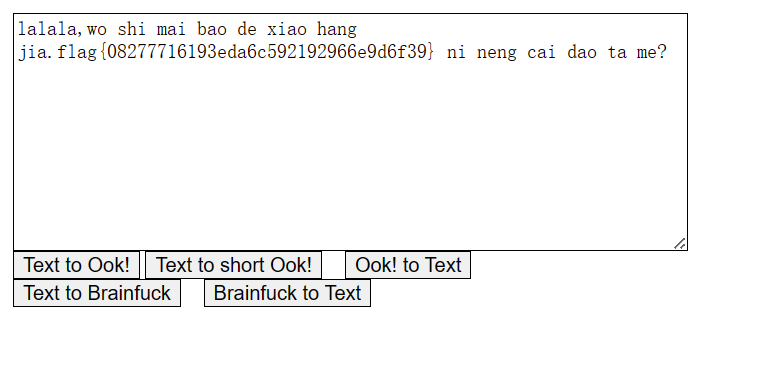 lalala,wo shi mai bao de xiao hang
jia.flag{08277716193eda6c592192966e9d6f39} ni neng cai dao ta me?
Text to Ook! Text to short Ook! Ook! to Text
Text to Brainfuck Brainfuck to Text